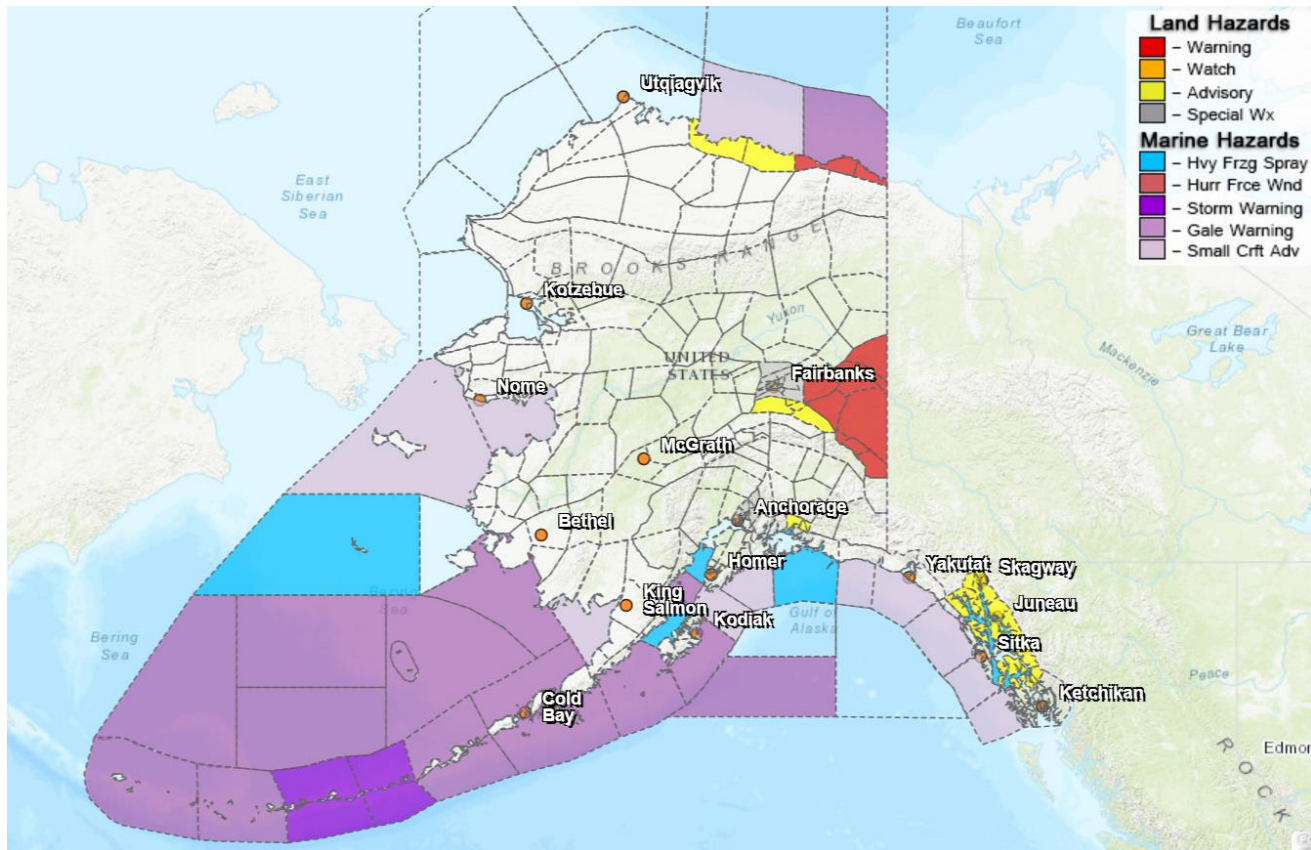 Beaufort
Sea
Land Hazards
– Warning
– Watch
– Advisory
– Special Wx
Marine Hazards
– Hvy Frzg Spray
– Hurr Frce Wnd
– Storm Warning
– Gale Warning
– Small Crft Adv
Utqiagvik
East
Siberian
Sea
BROOKS RANGE
Kotzebue
Yukon
UNITED
STATES
Fairbanks
Great Bear
Lake
Mackenzie
Nome
McGrath
Anchorage
Bethel
Homer
Yakutat
Skagway
King
Salmon
Kodiak
Juneau
Gulf of
Alaska
Sitka
Bering
Sea
Peace
Cold
Bay
Ketchikan
ROCK
Edmon